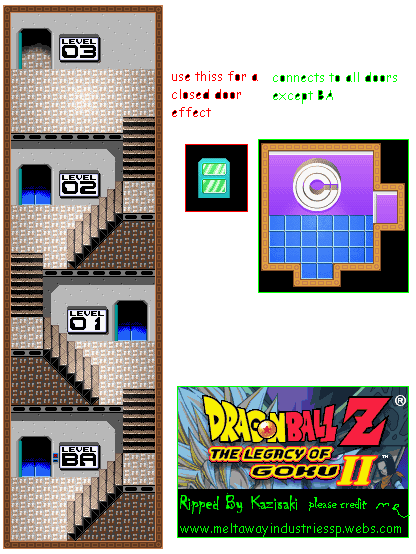 LEVEL
03
use thiss for a
closed door
effect
connects to all doors
except BA
LEVEL
02
LEVEL
01
LEVEL
BA
DRAGON BALL Z®
THE LEGACY OF
GOKU II
Ripped By Kazisaki please credit me
www.meltawayindustriessp.webs.com